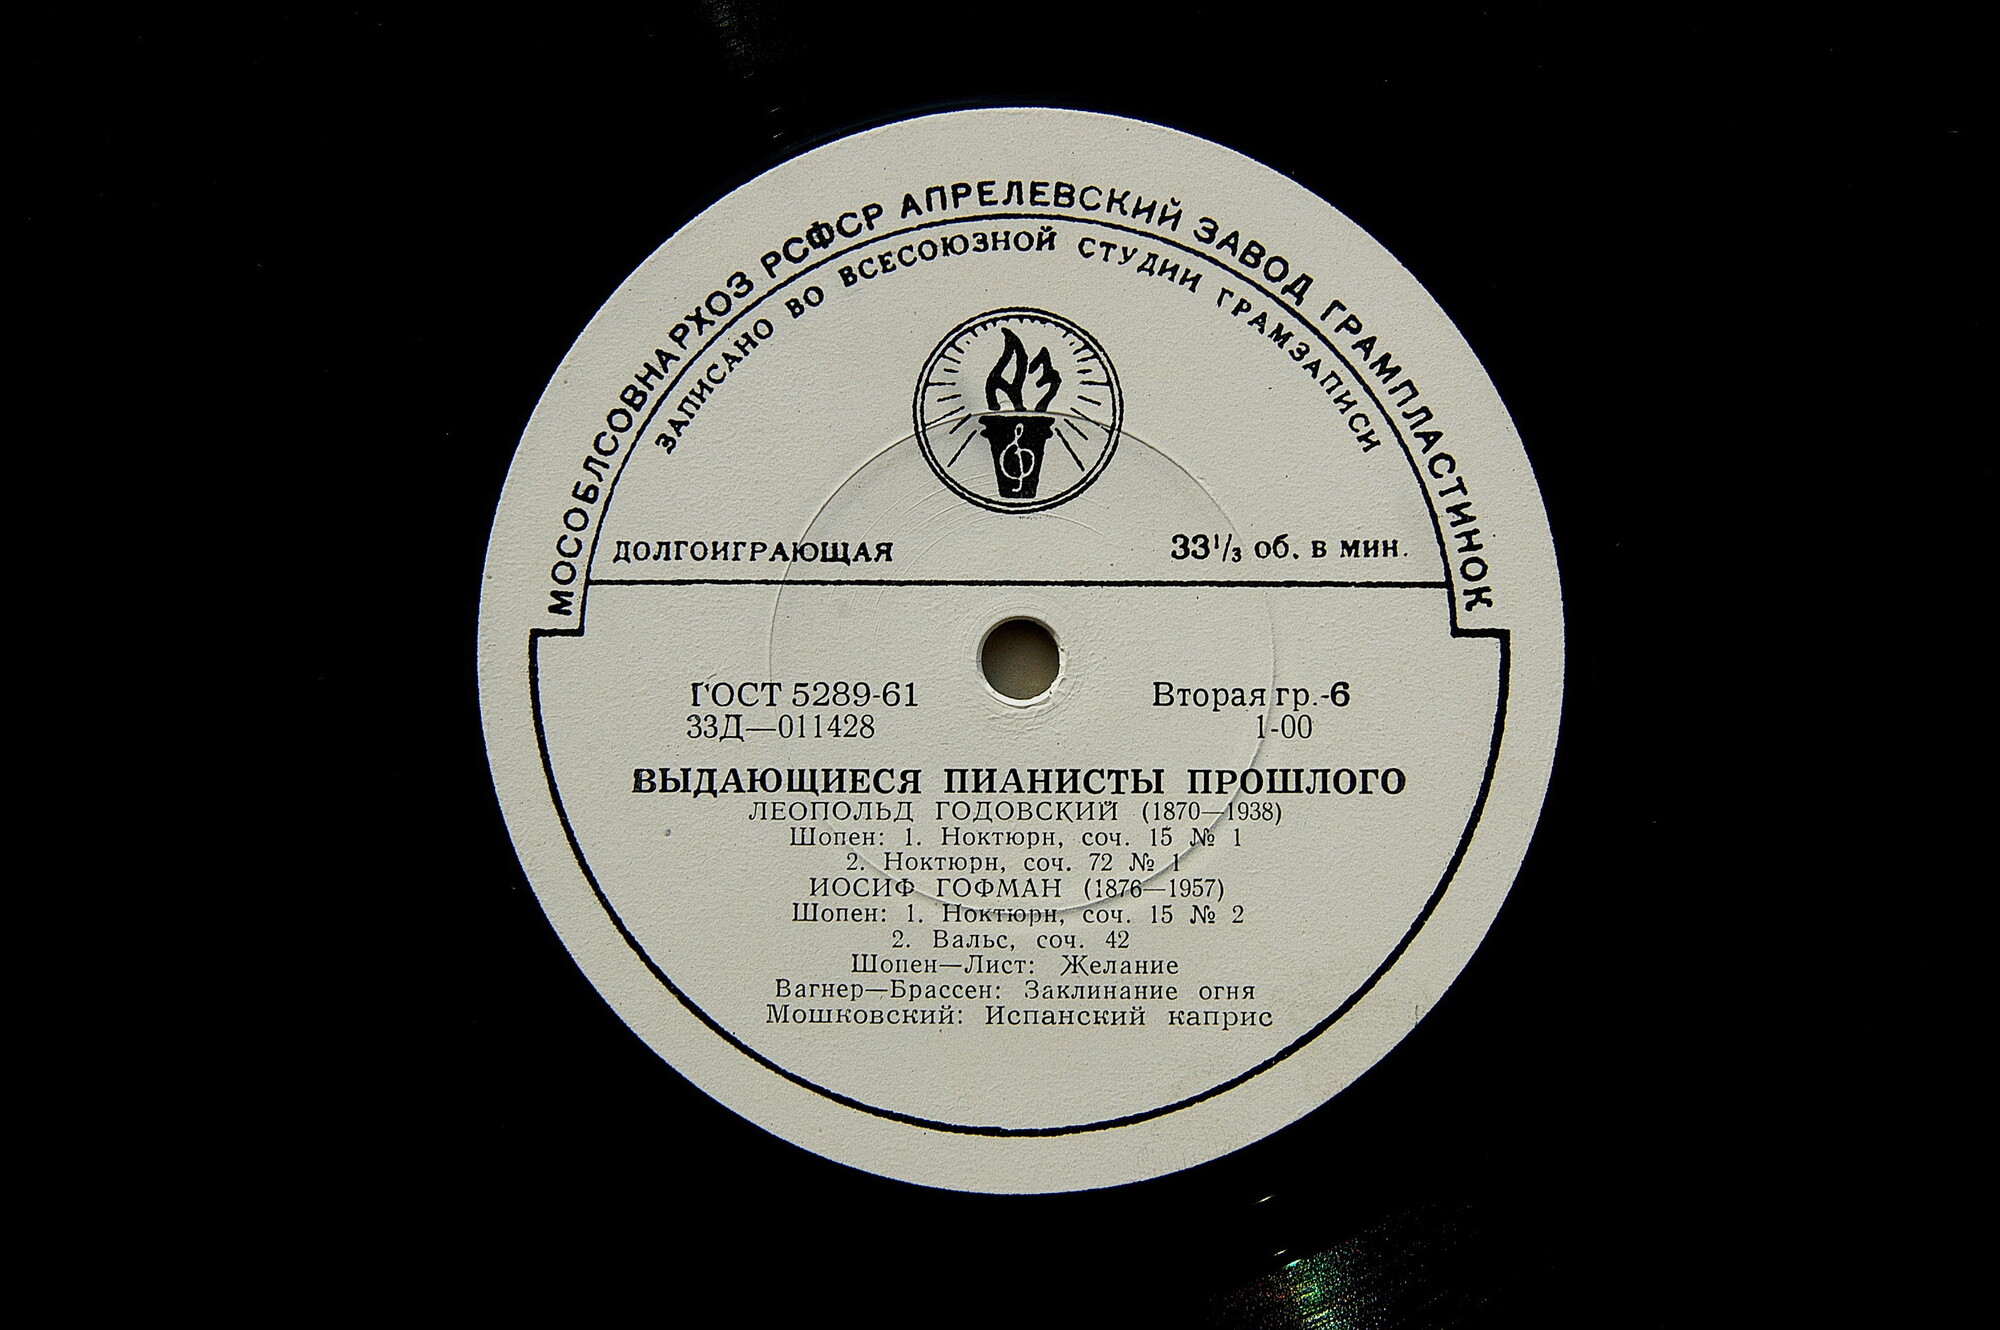 МОСОБЛСОВНАРХОЗ РСФСР АПРЕЛЕВСКИЙ ЗАВОД ГРАМПЛАСТИНОК
ЗАПИСАНО ВО ВСЕСОЮЗНОЙ СТУДИИ ГРАМЗАПИСИ
АЗ
ДОЛГОИГРАЮЩАЯ 33¹/₃ об. в мин.
ГОСТ 5289-61 Вторая гр.-6
33Д—011428 1-00
ВЫДАЮЩИЕСЯ ПИАНИСТЫ ПРОШЛОГО
ЛЕОПОЛЬД ГОДОВСКИЙ (1870—1938)
Шопен: 1. Ноктюрн, соч. 15 № 1
2. Ноктюрн, соч. 72 № 1
ИОСИФ ГОФМАН (1876—1957)
Шопен: 1. Ноктюрн, соч. 15 № 2
2. Вальс, соч. 42
Шопен—Лист: Желание
Вагнер—Брассен: Заклинание огня
Мошковский: Испанский каприс